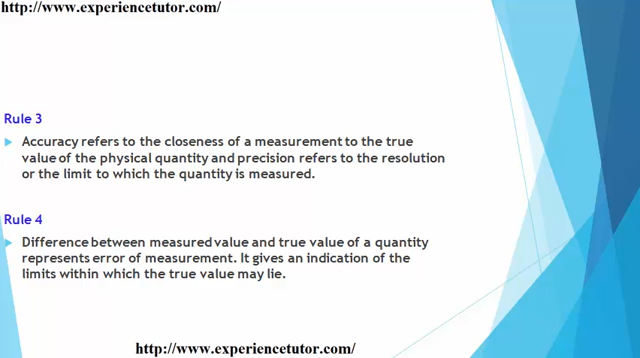 http://www.experiencetutor.com/
Rule 3
Accuracy refers to the closeness of a measurement to the true
value of the physical quantity and precision refers to the resolution
or the limit to which the quantity is measured.
Rule 4
Difference between measured value and true value of a quantity
represents error of measurement. It gives an indication of the
limits within which the true value may lie.
http://www.experiencetutor.com/